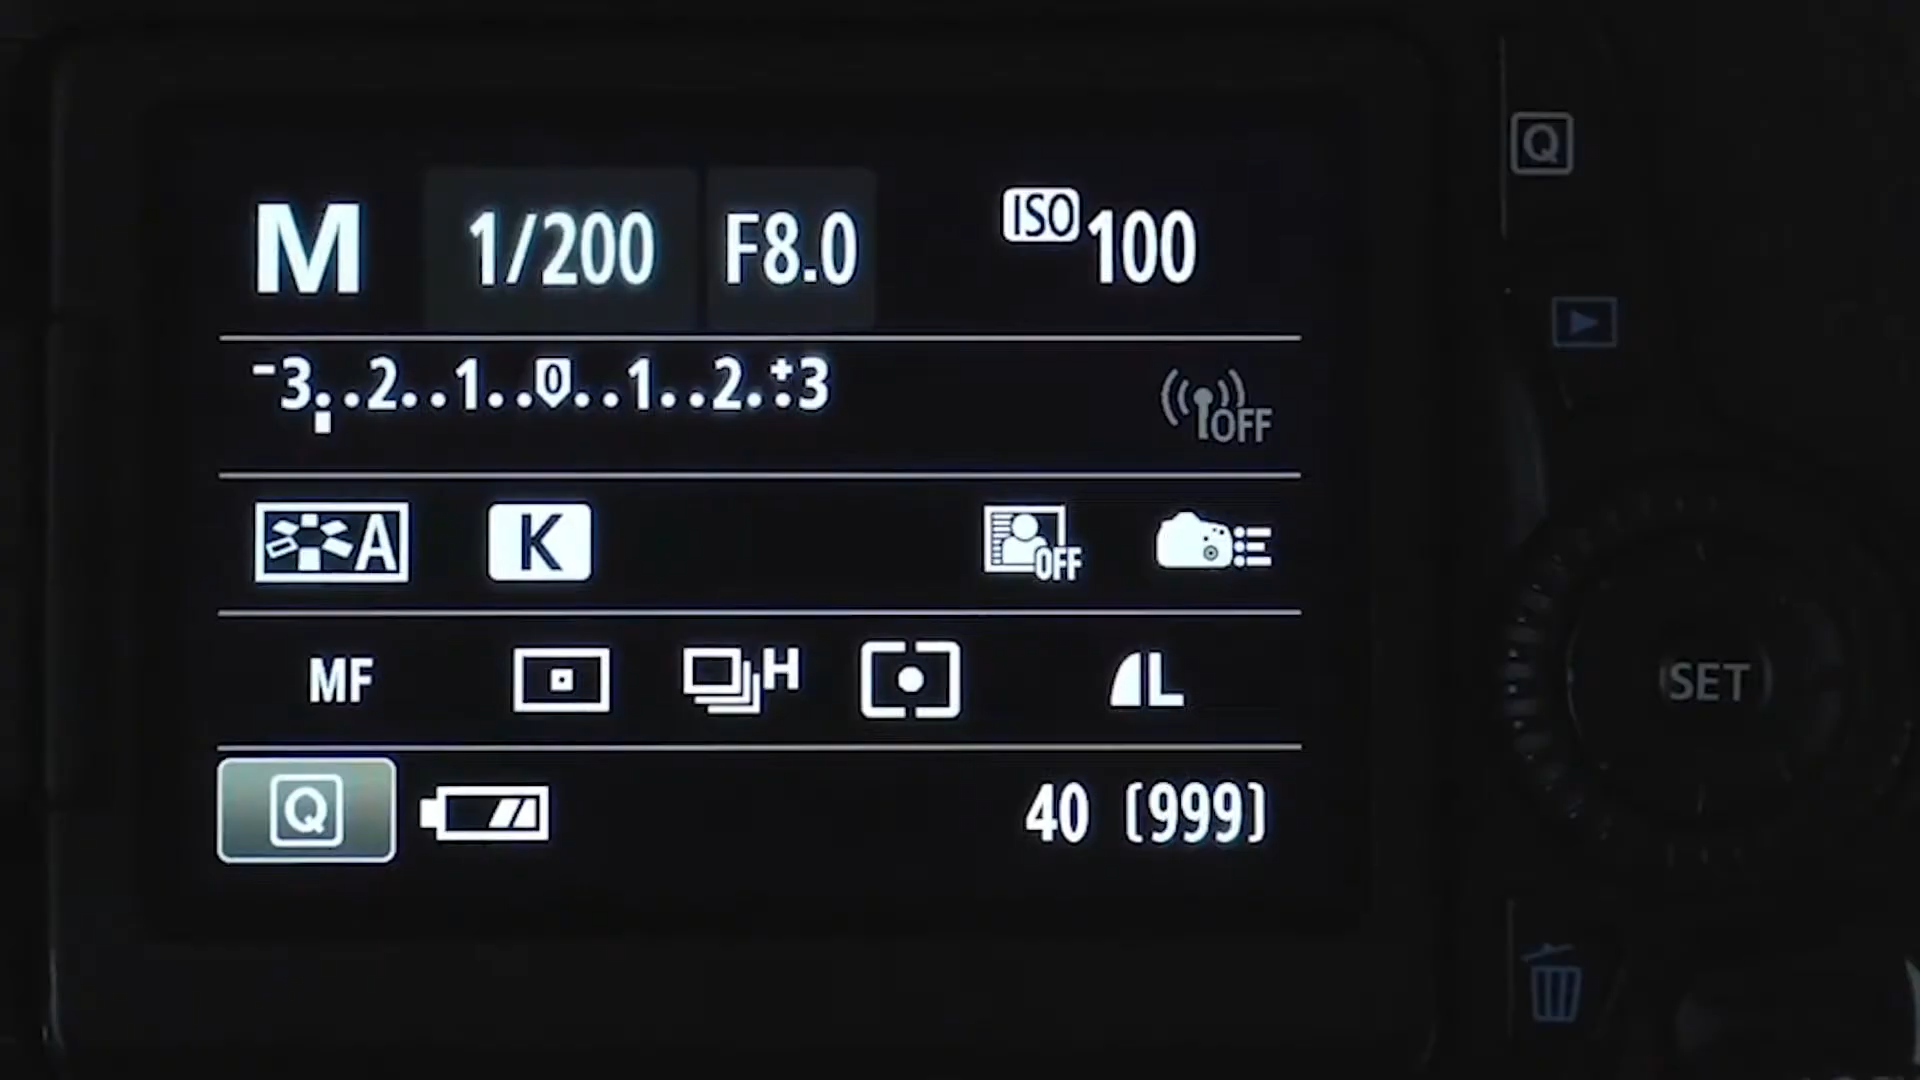 M 1/200 F8.0 ISO 100
Q
-3..2..1..0..1..2..+3
OFF
A K OFF
MF H L
SET
Q 40 [999]